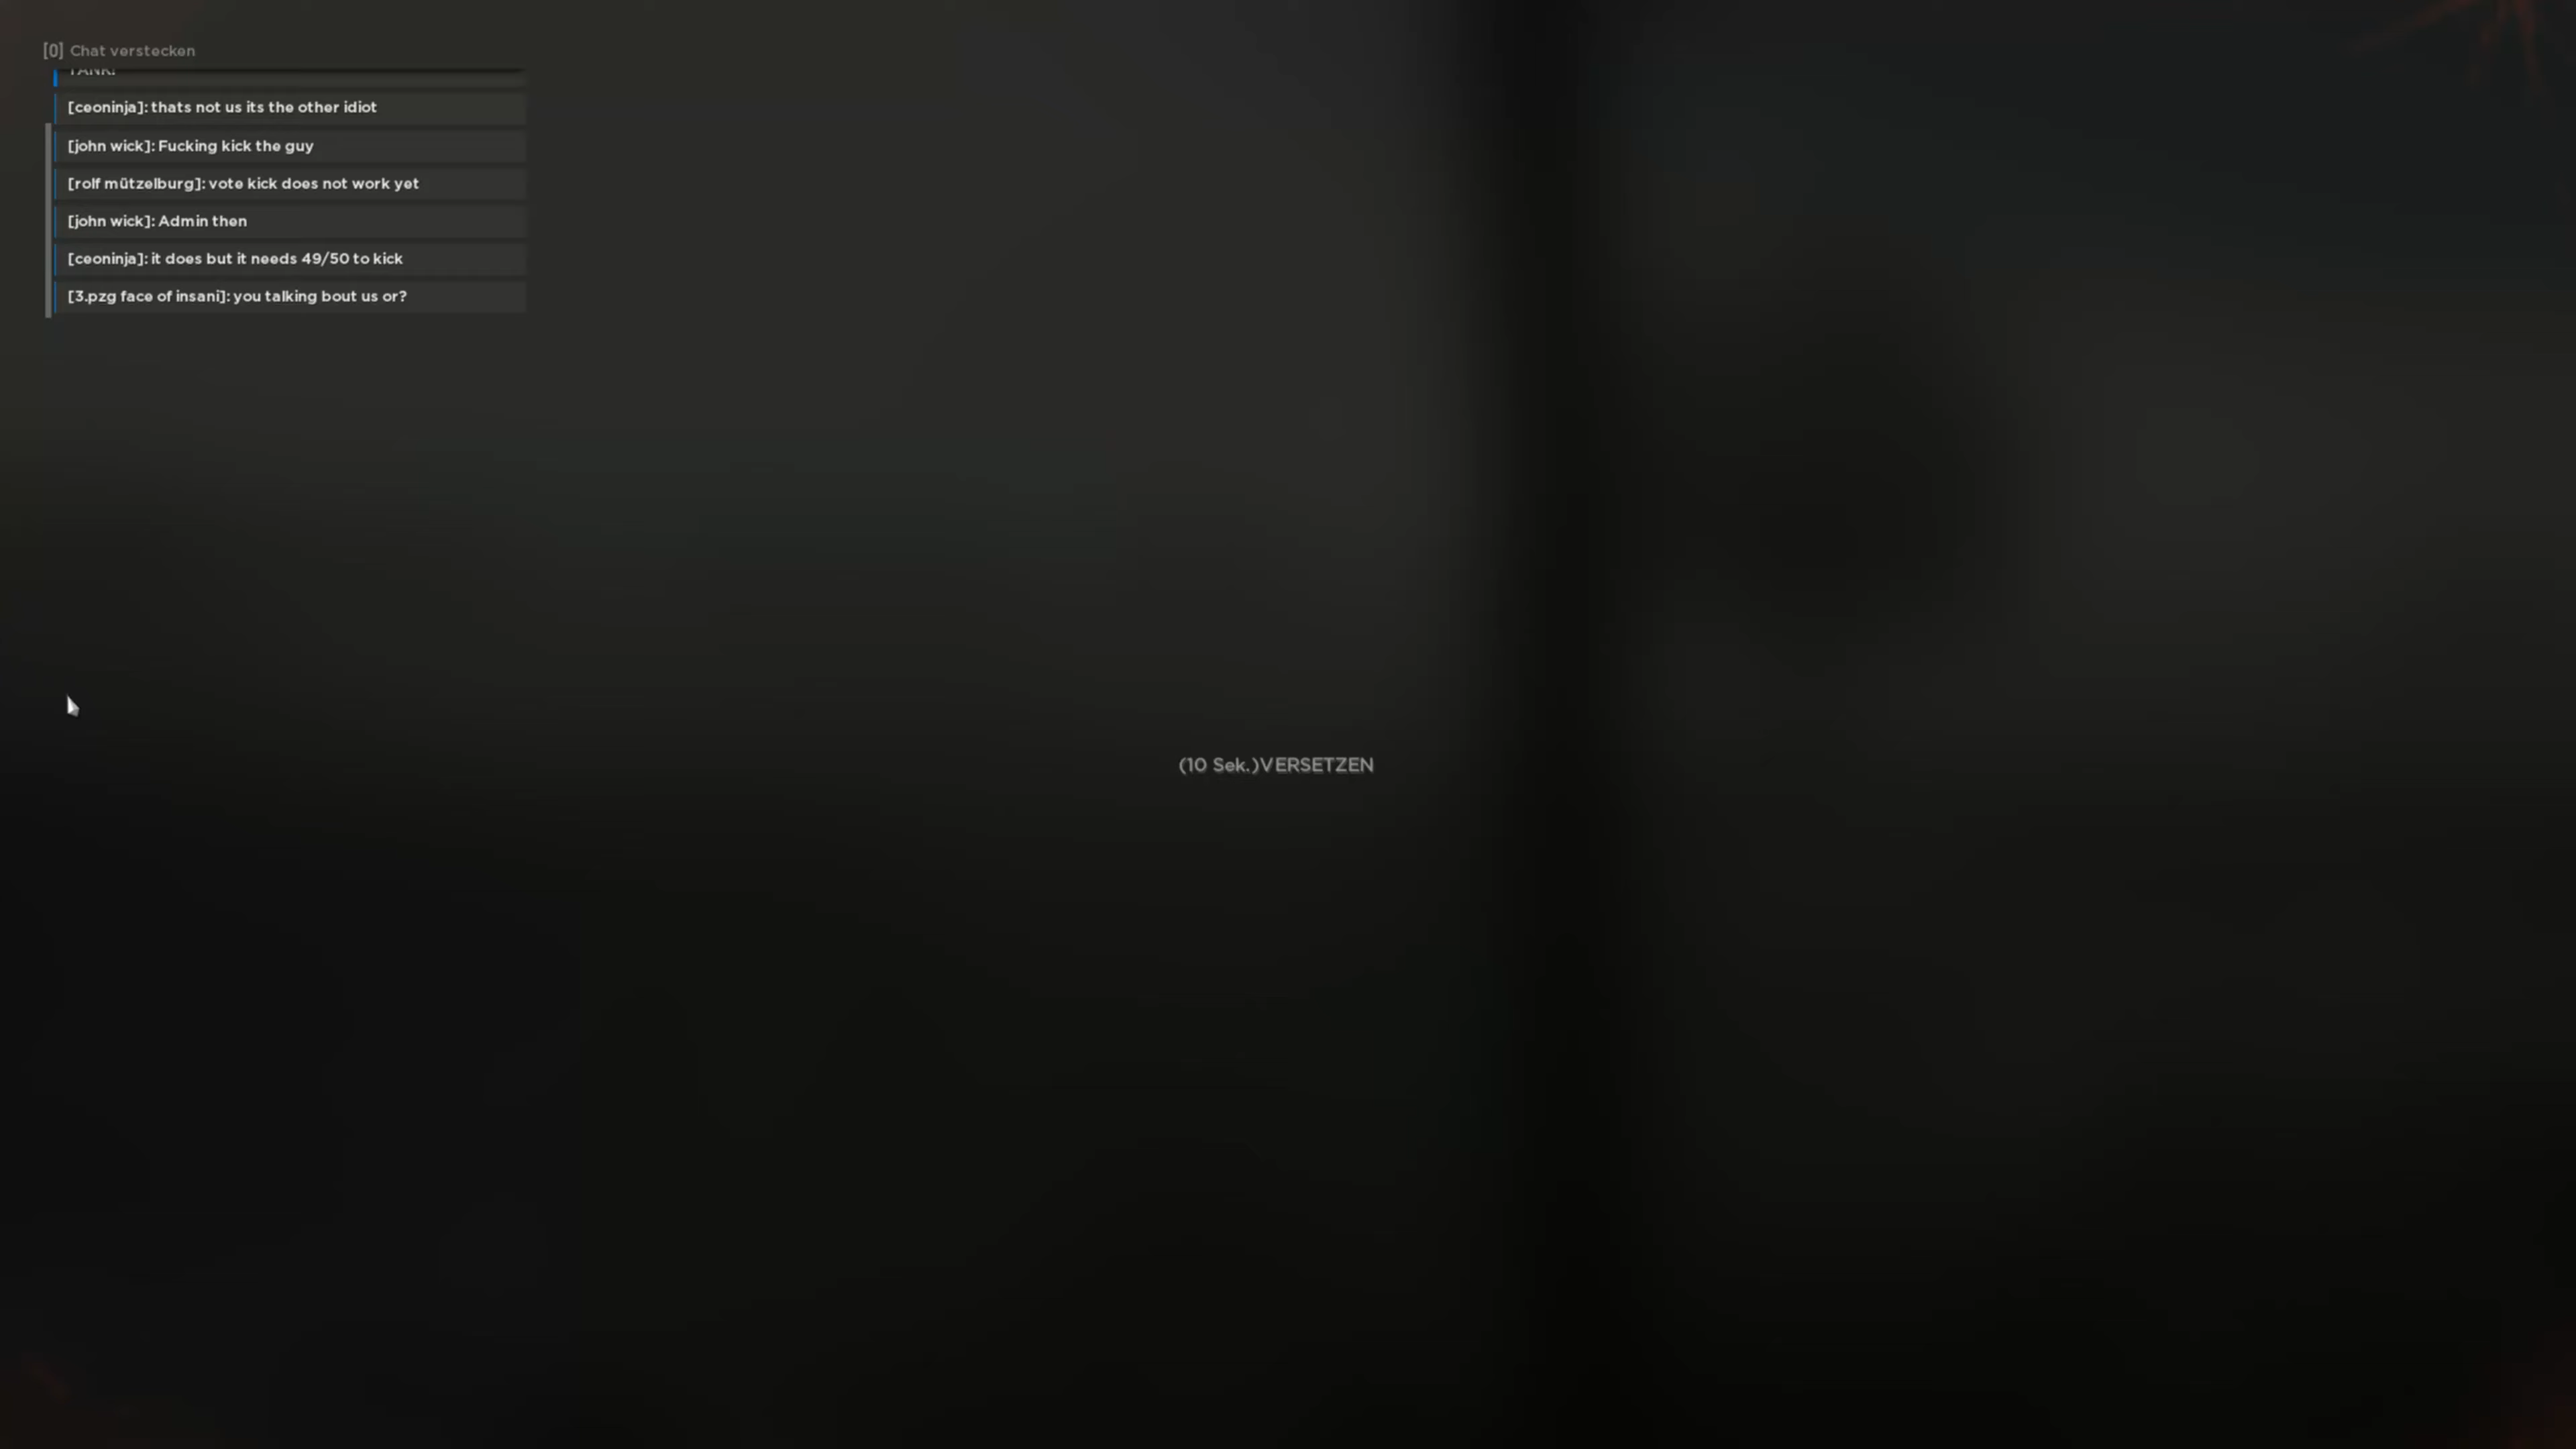 [0] Chat verstecken
TANK!
[ceoninja]: thats not us its the other idiot
[john wick]: Fucking kick the guy
[rolf mützelburg]: vote kick does not work yet
[john wick]: Admin then
[ceoninja]: it does but it needs 49/50 to kick
[3.pzg face of insani]: you talking bout us or?
(10 Sek.)VERSETZEN